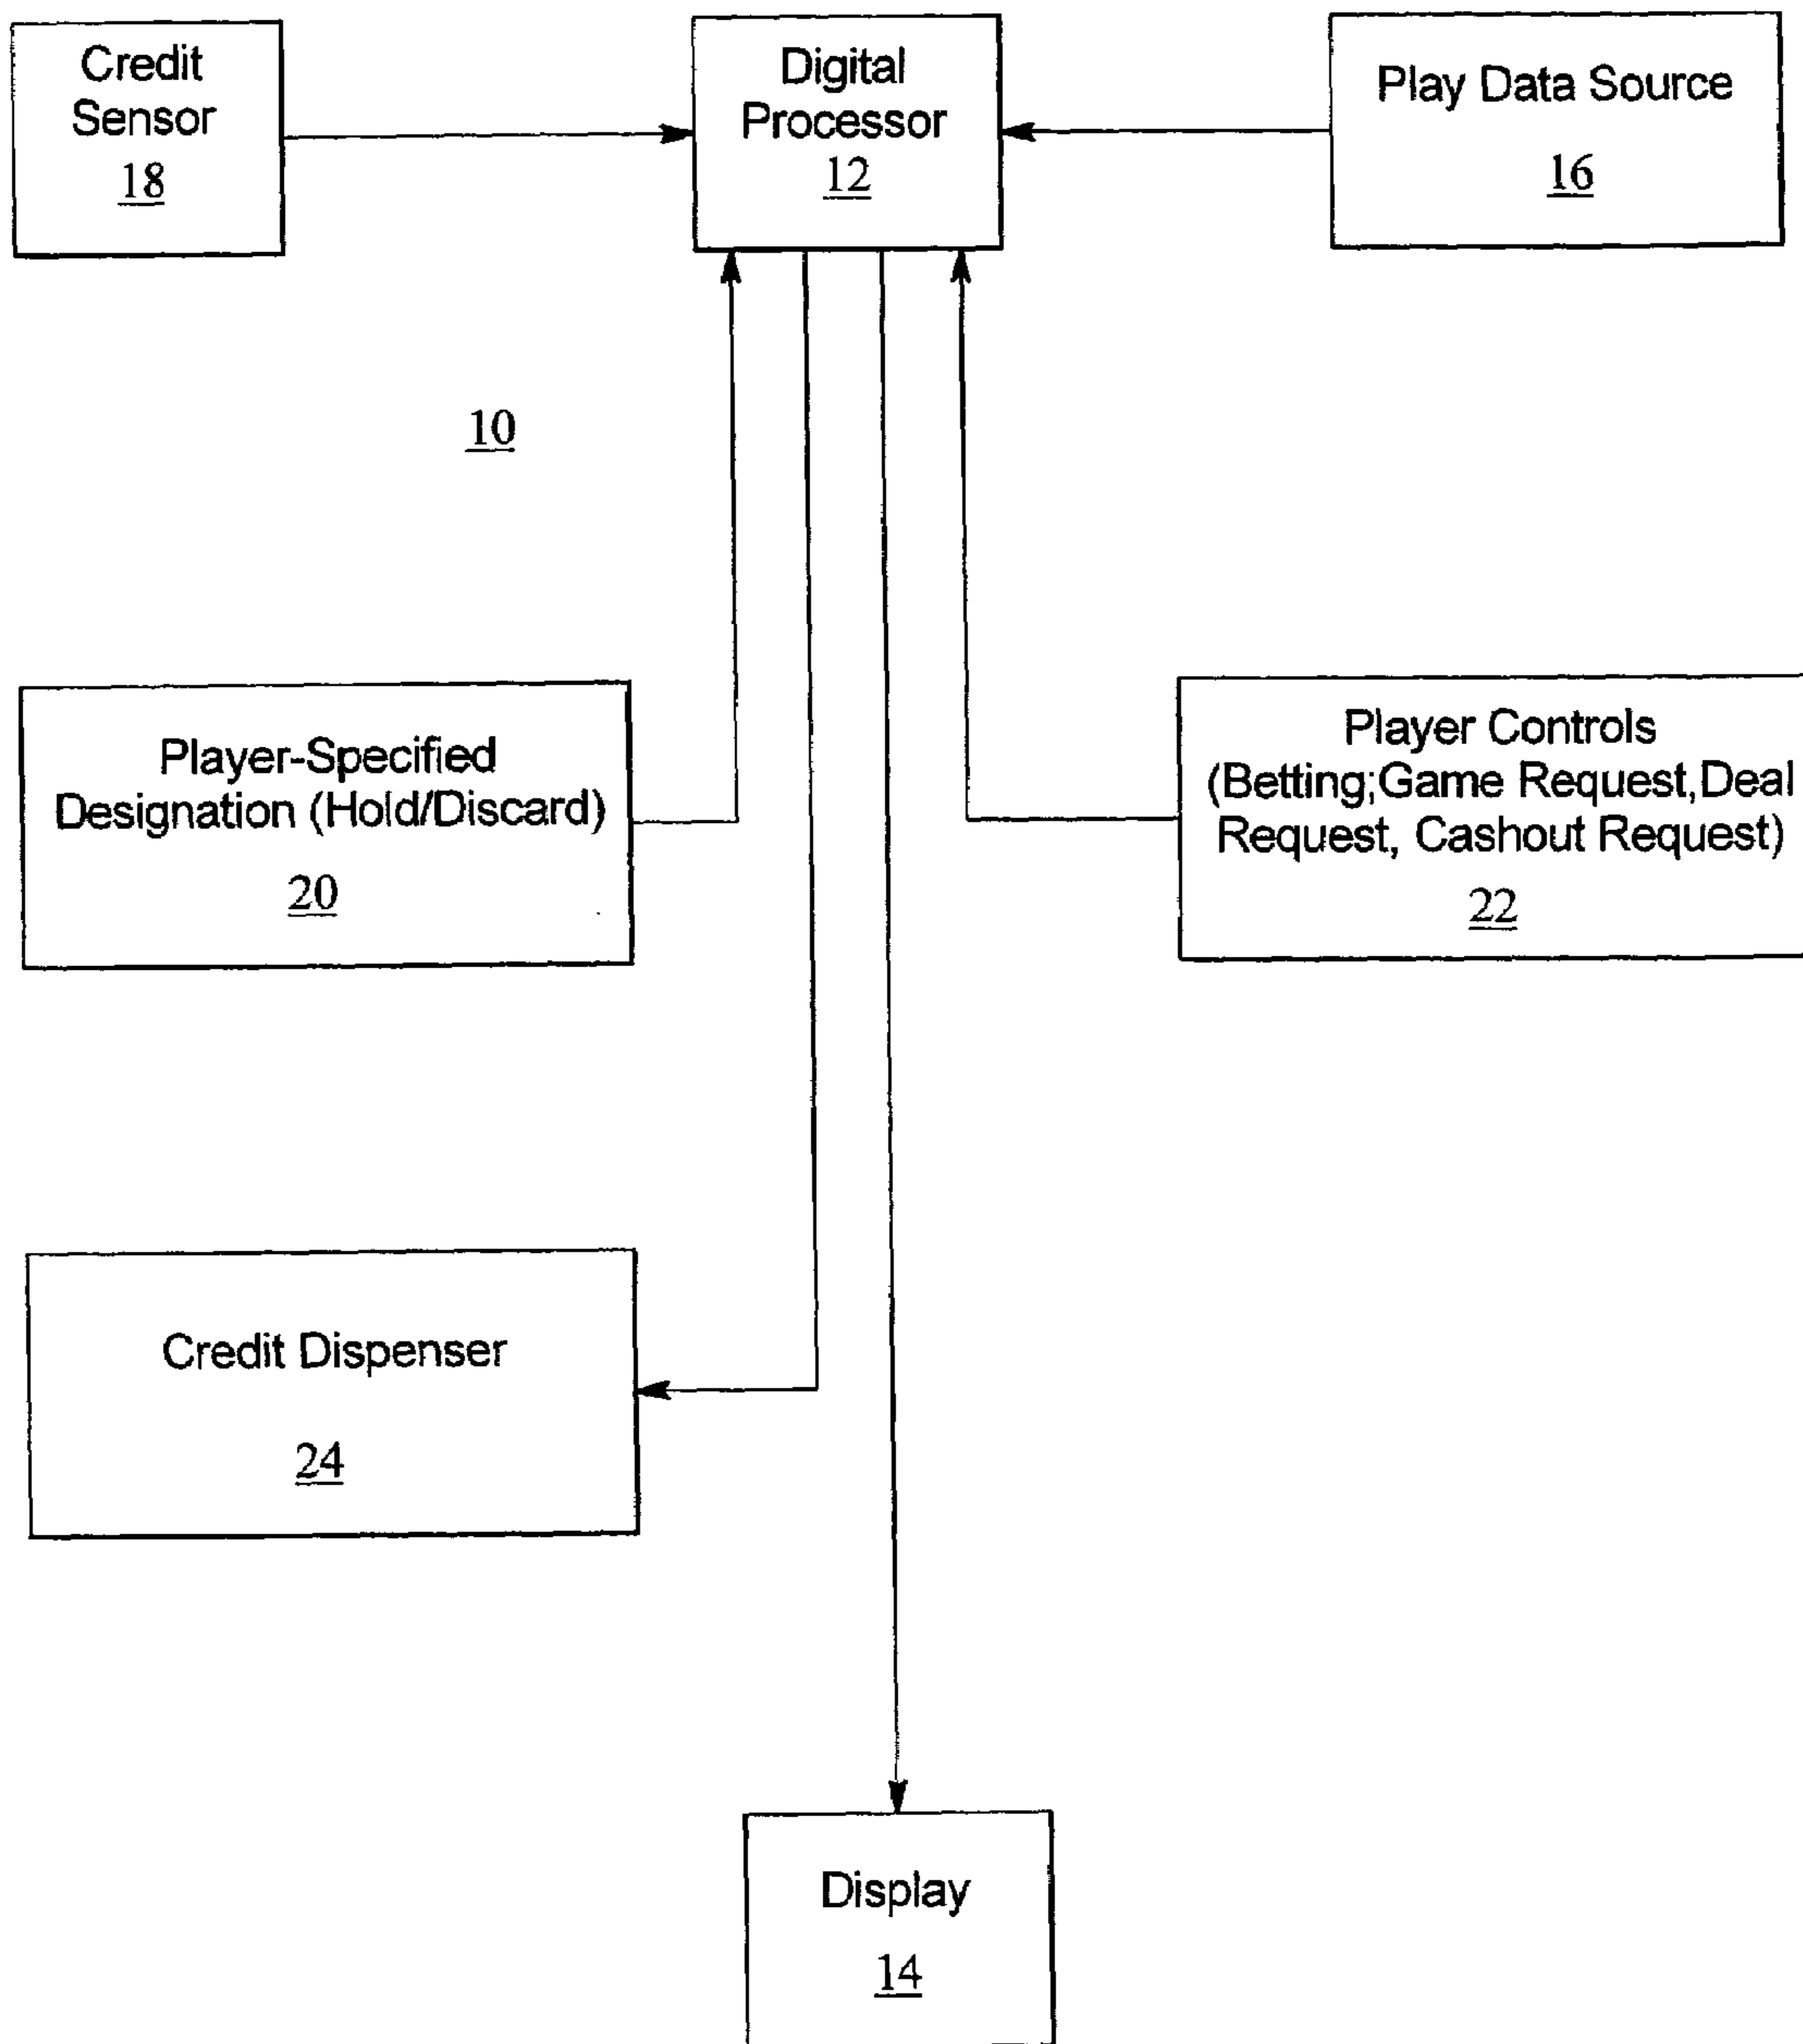 Credit
Sensor
18
Digital
Processor
12
Play Data Source
16
10
Player-Specified
Designation (Hold/Discard)
20
Player Controls
(Betting;Game Request,Deal
Request, Cashout Request)
22
Credit Dispenser
24
Display
14